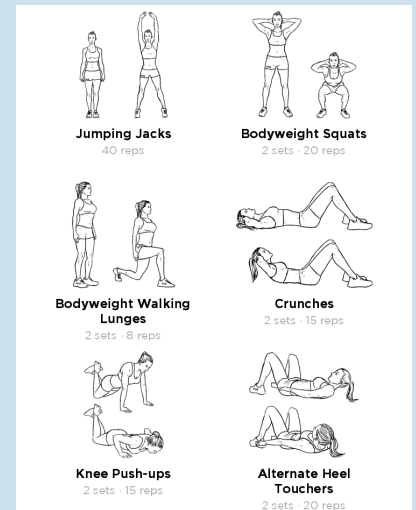 Jumping Jacks
40 reps
Bodyweight Squats
2 sets · 20 reps
Bodyweight Walking
Lunges
2 sets · 8 reps
Crunches
2 sets · 15 reps
Knee Push-ups
2 sets · 15 reps
Alternate Heel
Touchers
2 sets · 20 reps